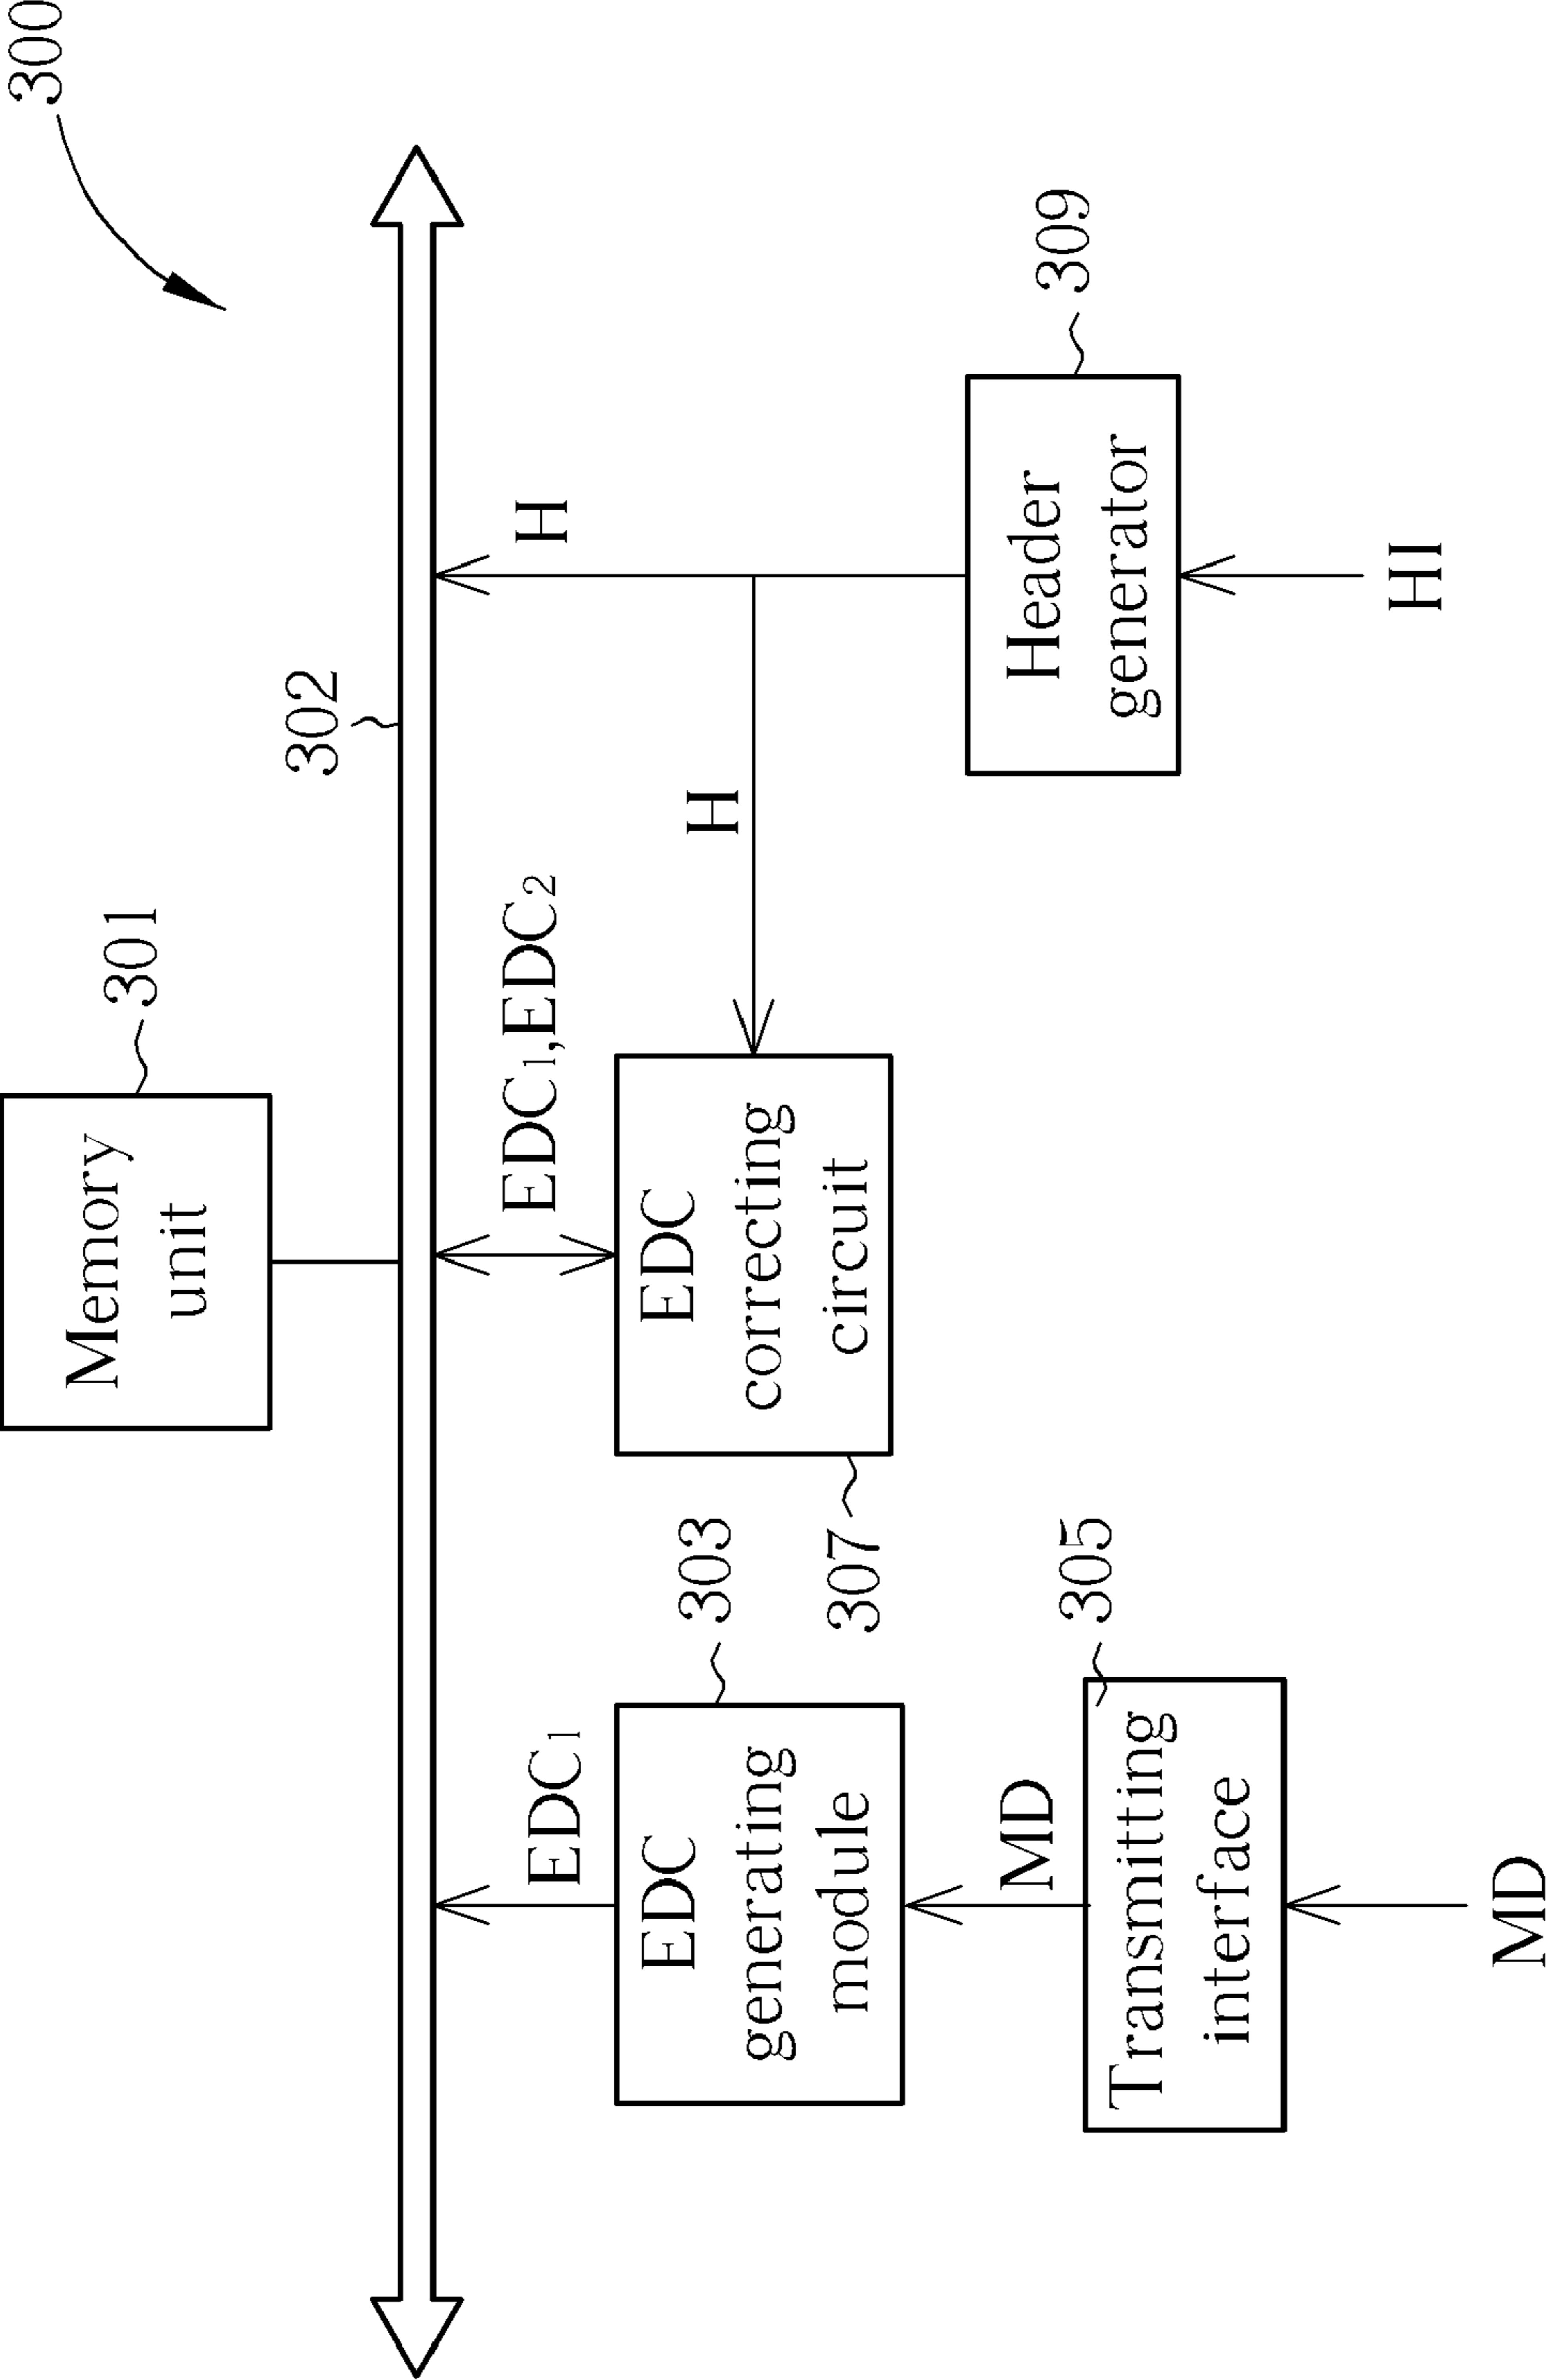 300
Memory
unit
301
302
EDC1
EDC1,EDC2
H
H
EDC
generating
module
303
EDC
correcting
circuit
307
Header
generator
309
MD
Transmitting
interface
305
MD
HI